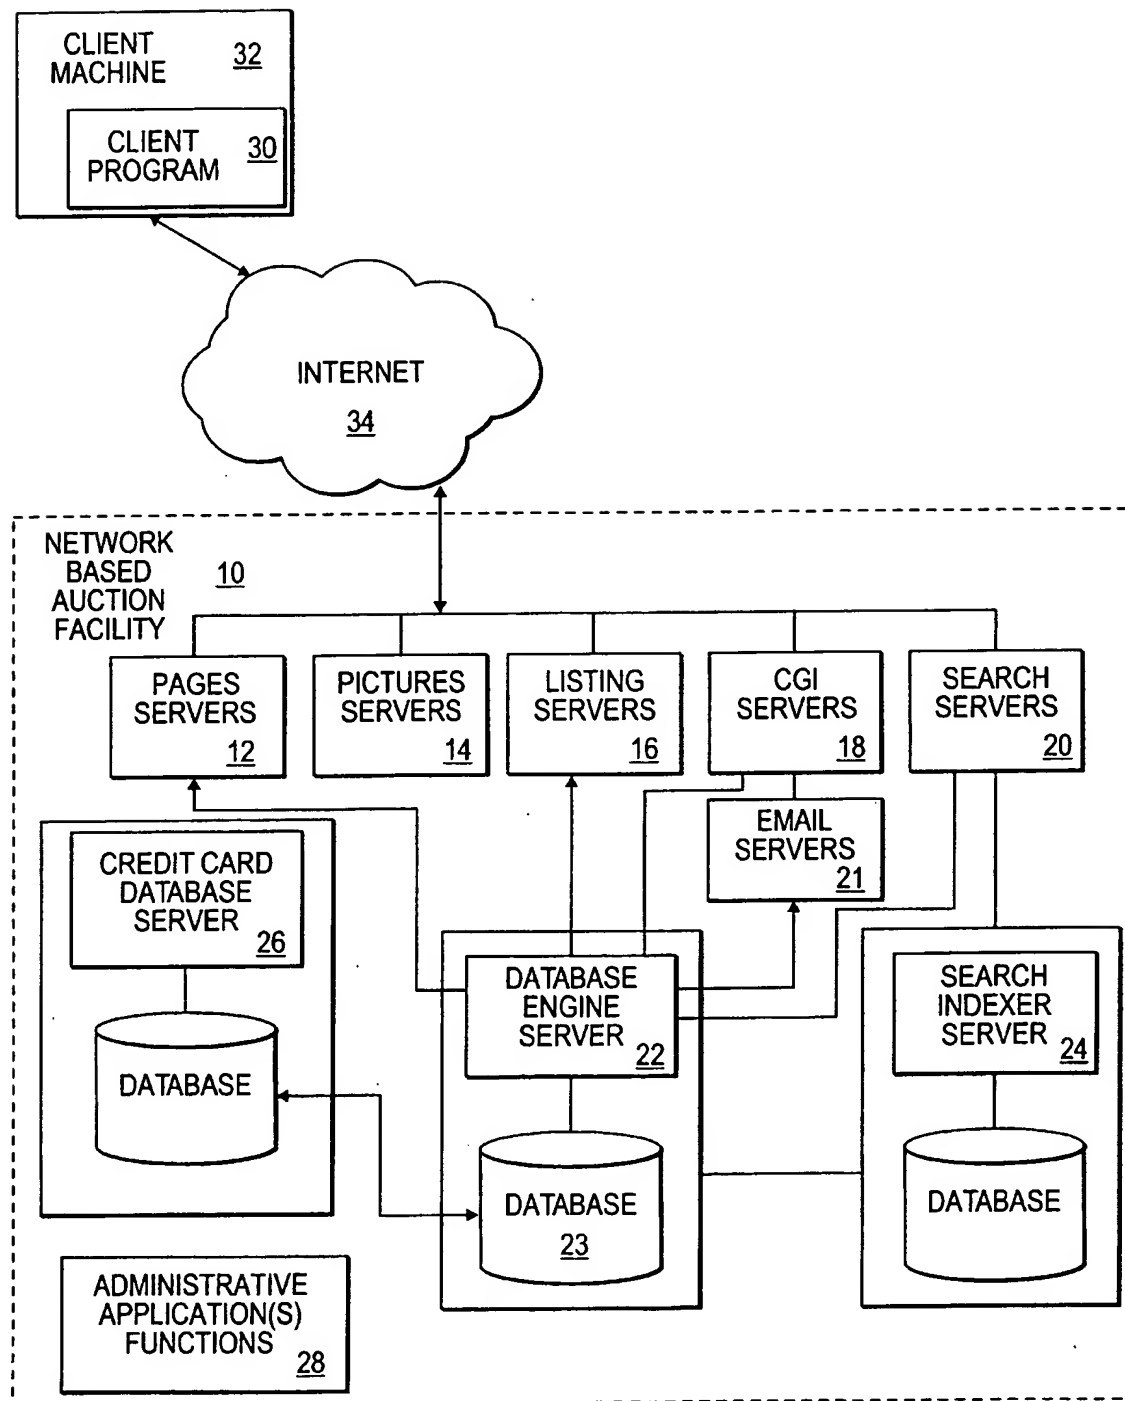 CLIENT
MACHINE
32
CLIENT
PROGRAM
30
INTERNET
34
NETWORK
BASED
AUCTION
FACILITY
10
PAGES
SERVERS
12
PICTURES
SERVERS
14
LISTING
SERVERS
16
CGI
SERVERS
18
SEARCH
SERVERS
20
EMAIL
SERVERS
21
CREDIT CARD
DATABASE
SERVER
26
DATABASE
DATABASE
ENGINE
SERVER
22
DATABASE
23
SEARCH
INDEXER
SERVER
24
DATABASE
ADMINISTRATIVE
APPLICATION(S)
FUNCTIONS
28